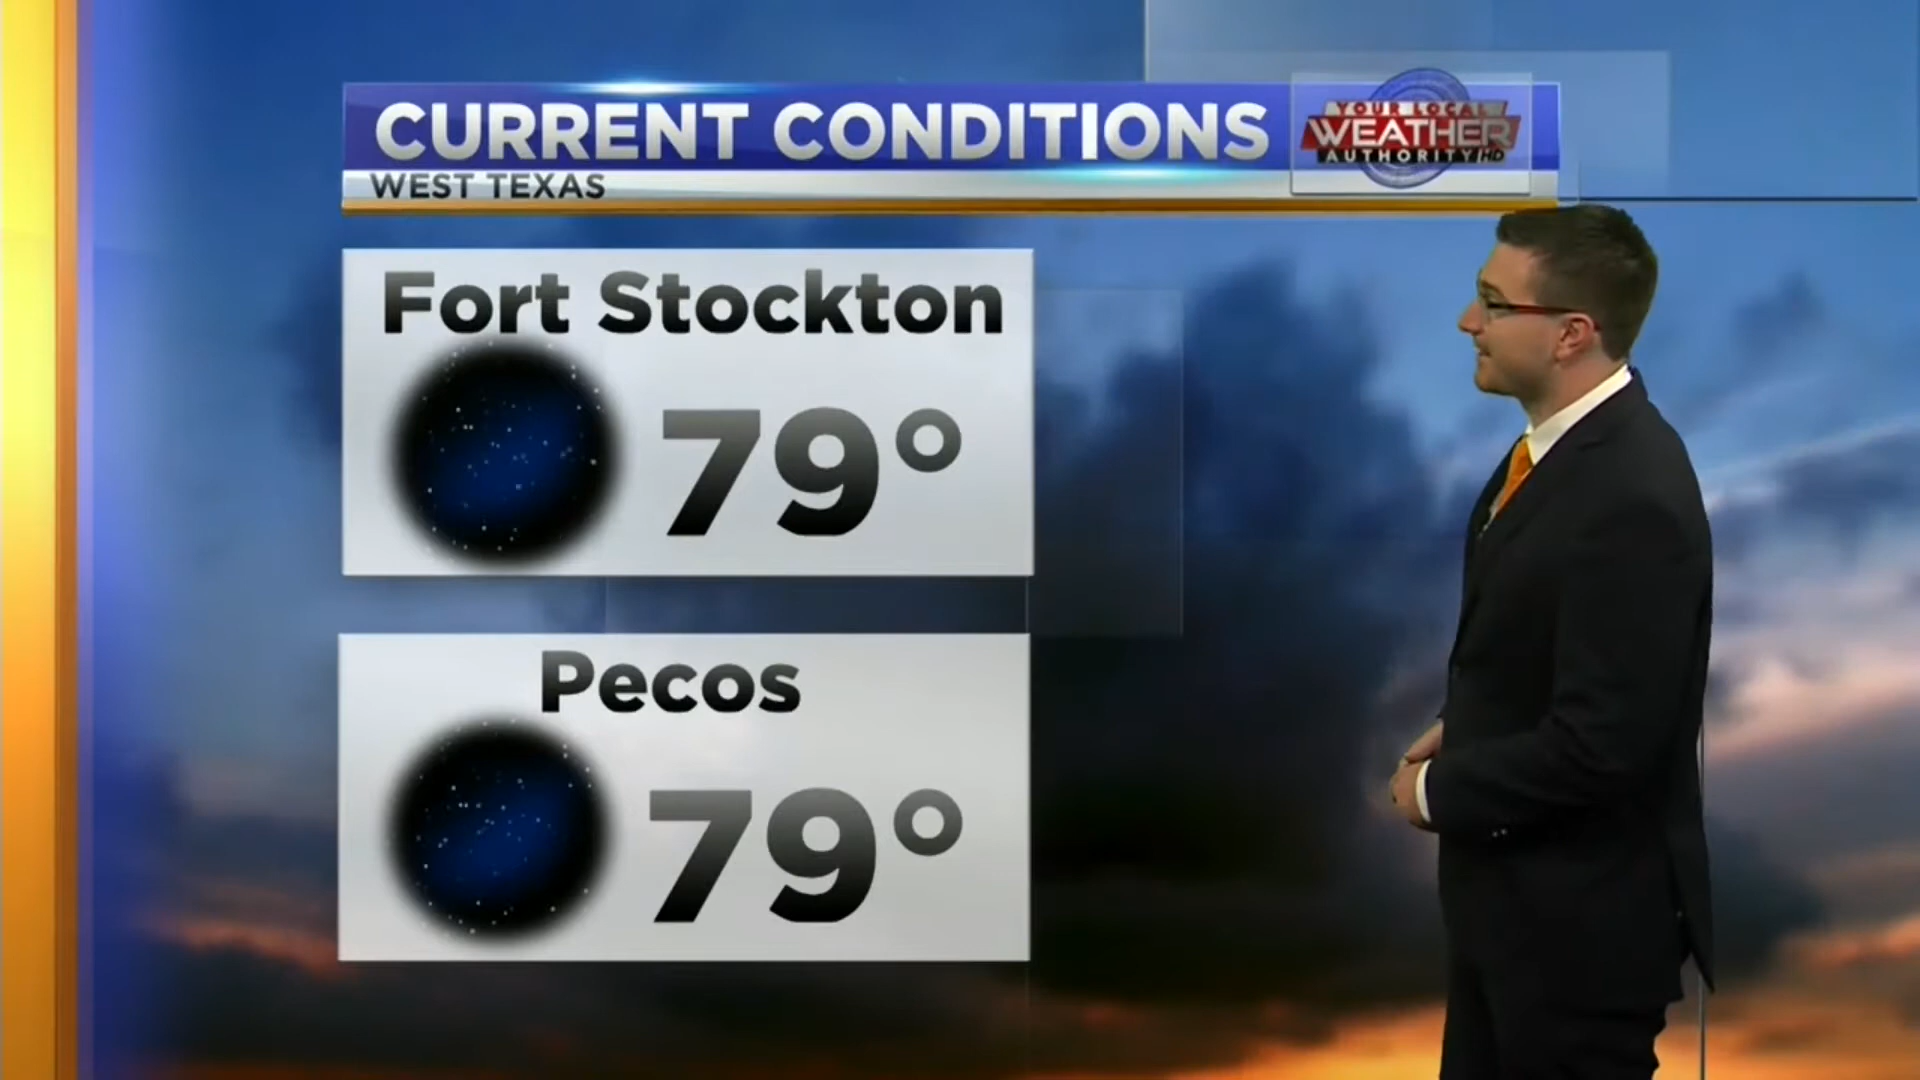 CURRENT CONDITIONS
YOUR LOCAL
WEATHER
AUTHORITY HD
WEST TEXAS
Fort Stockton
79°
Pecos
79°